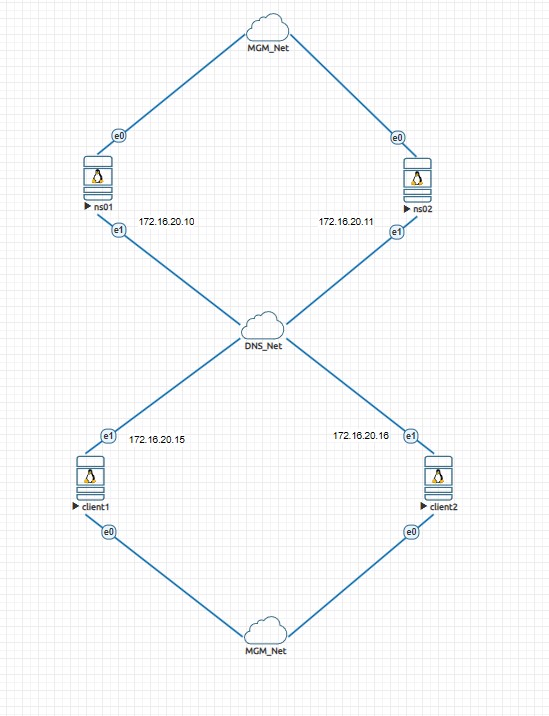 MGM_Net
e0
e0
ns01
ns02
172.16.20.10
172.16.20.11
e1
e1
DNS_Net
e1
172.16.20.15
172.16.20.16
e1
client1
client2
e0
e0
MGM_Net